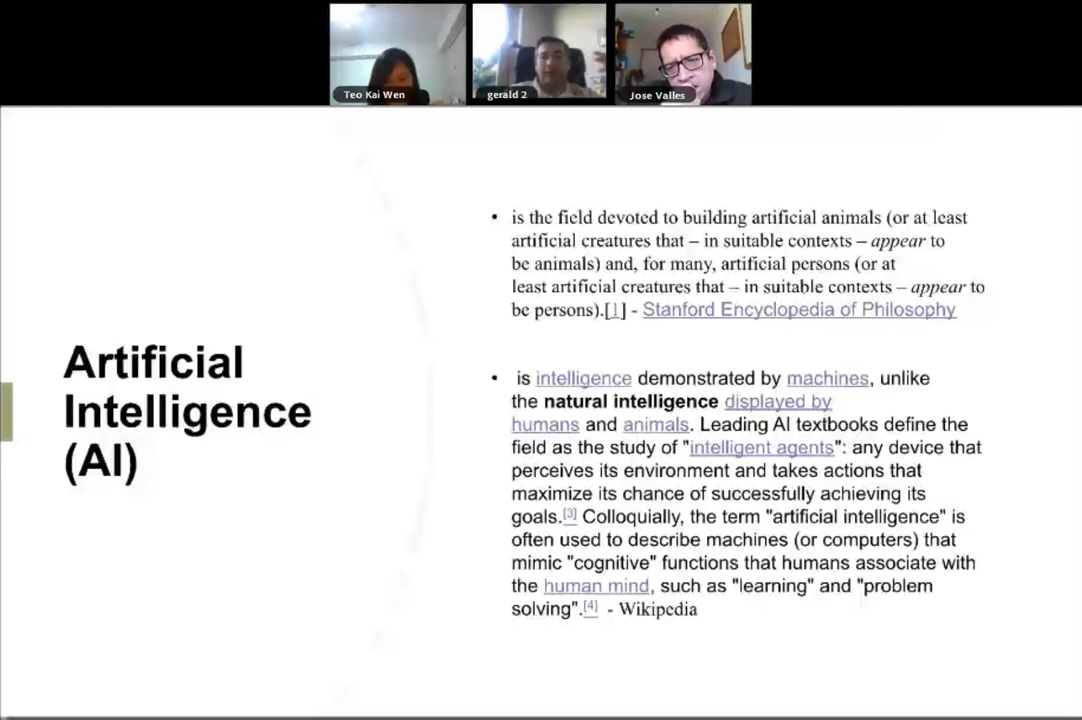 Teo Kai Wen
gerald 2
Jose Valles
Artificial
Intelligence
(AI)
• is the field devoted to building artificial animals (or at least
artificial creatures that – in suitable contexts – appear to
be animals) and, for many, artificial persons (or at
least artificial creatures that – in suitable contexts – appear to
be persons).[1] - Stanford Encyclopedia of Philosophy
• is intelligence demonstrated by machines, unlike
the natural intelligence displayed by
humans and animals. Leading AI textbooks define the
field as the study of "intelligent agents": any device that
perceives its environment and takes actions that
maximize its chance of successfully achieving its
goals.[3] Colloquially, the term "artificial intelligence" is
often used to describe machines (or computers) that
mimic "cognitive" functions that humans associate with
the human mind, such as "learning" and "problem
solving".[4] - Wikipedia